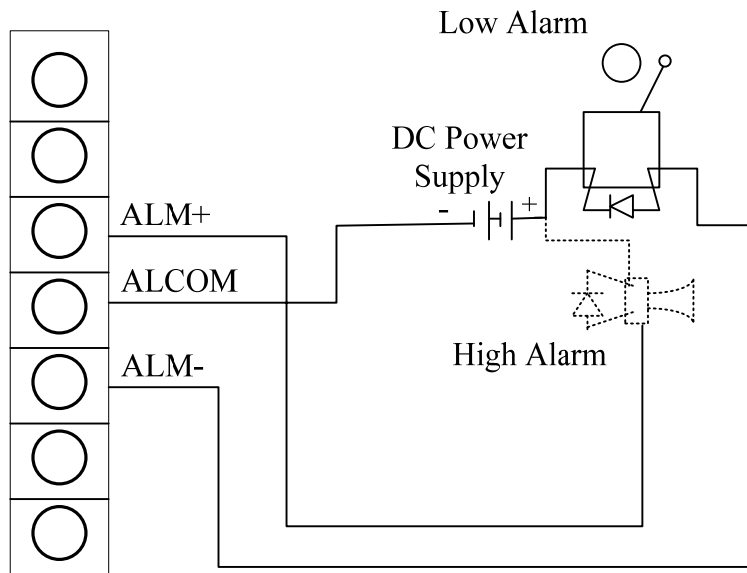 Low Alarm
DC Power
Supply
- +
ALM+
ALCOM
High Alarm
ALM-